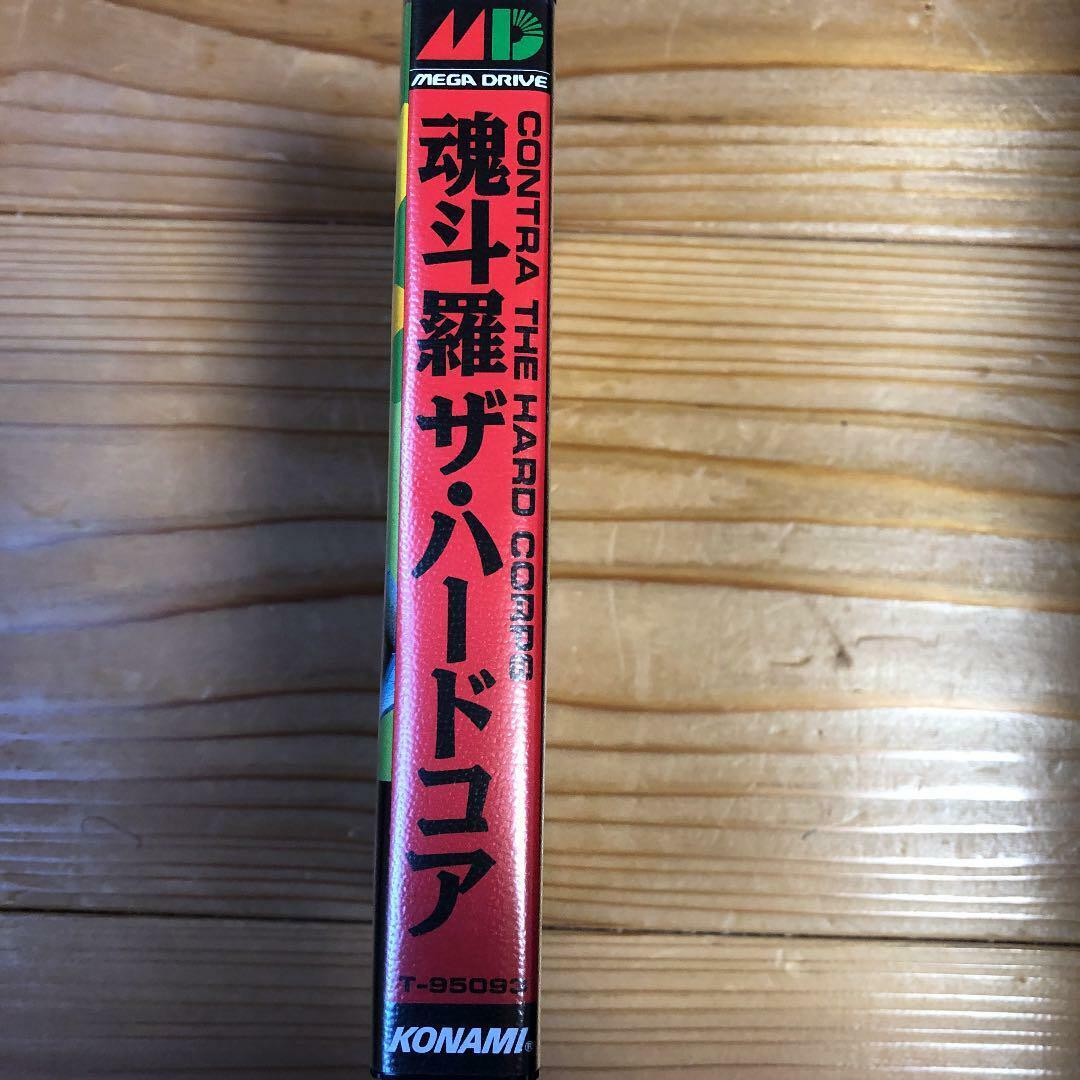 MD
MEGA DRIVE
魂斗羅 ザ・ハードコア
CONTRA THE HARD CORPS
T-95093
KONAMI®